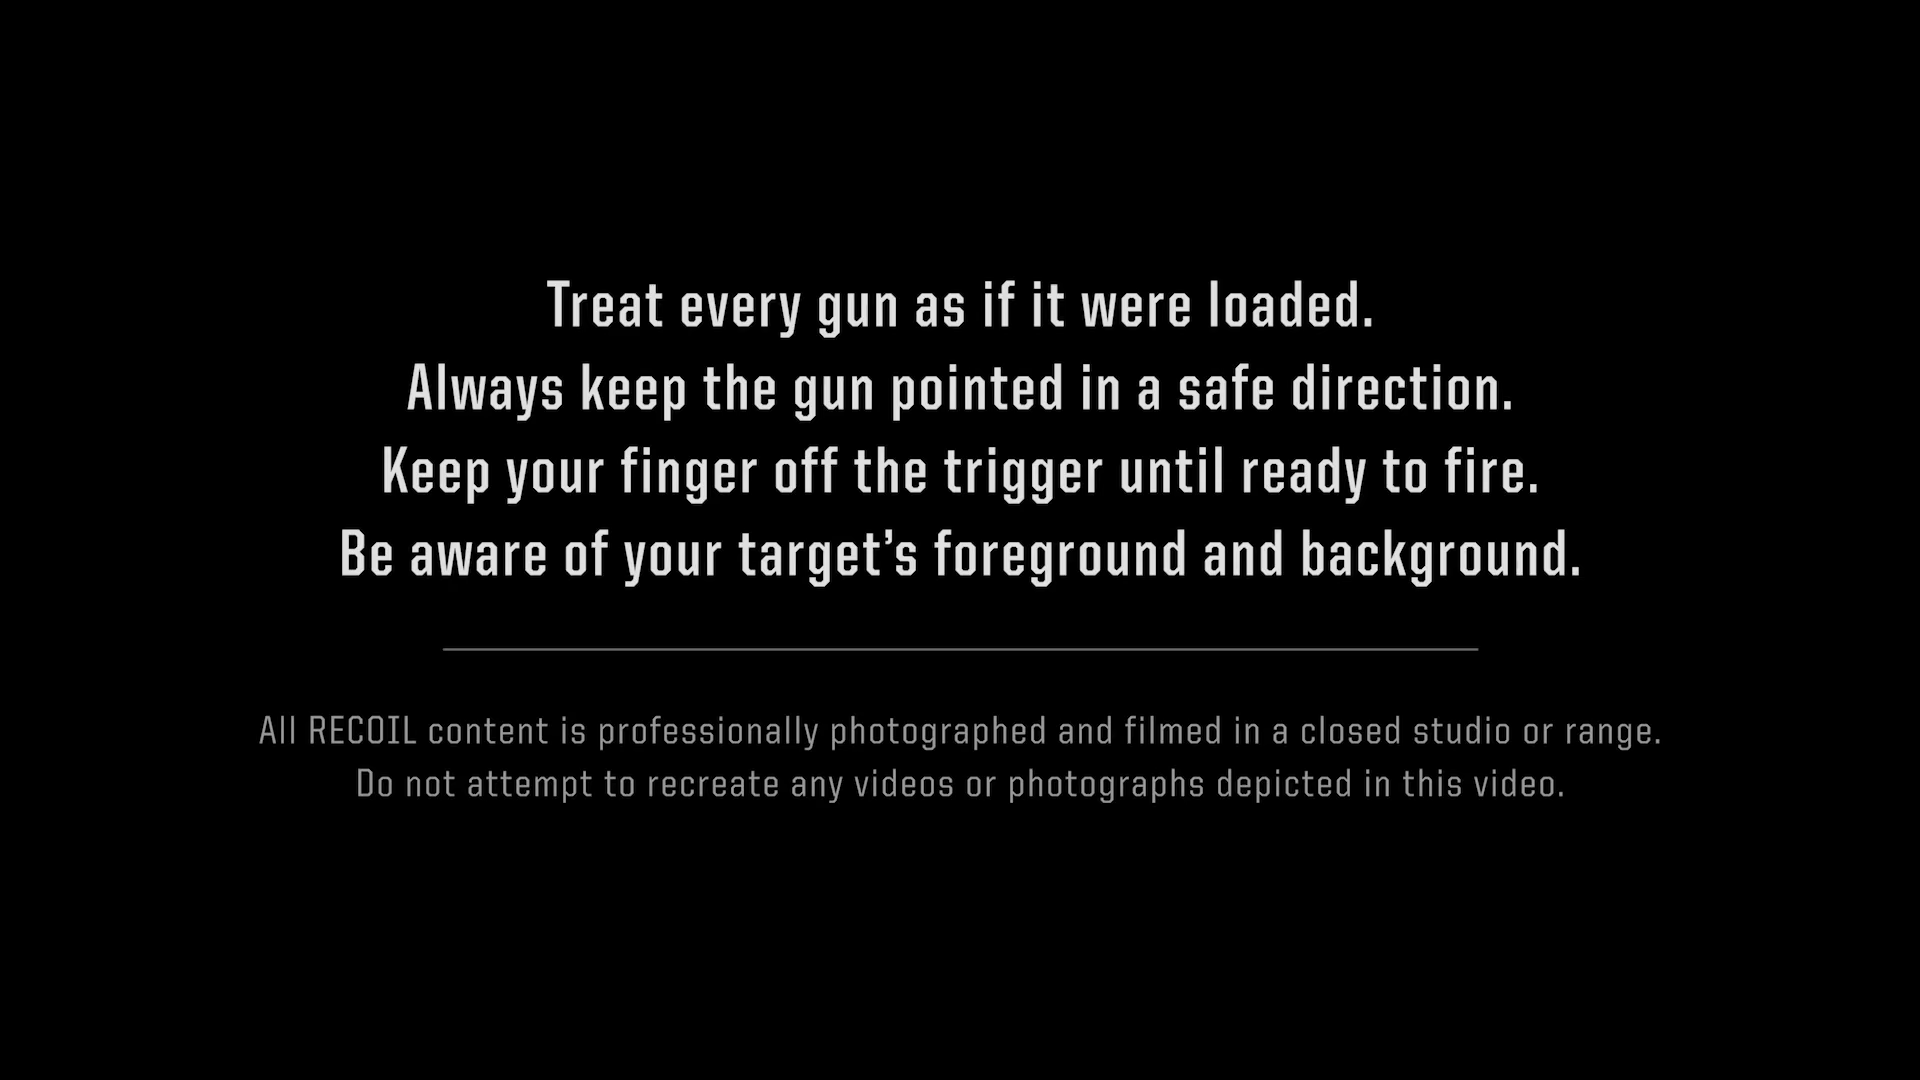 Treat every gun as if it were loaded.
Always keep the gun pointed in a safe direction.
Keep your finger off the trigger until ready to fire.
Be aware of your target’s foreground and background.
All RECOIL content is professionally photographed and filmed in a closed studio or range.
Do not attempt to recreate any videos or photographs depicted in this video.